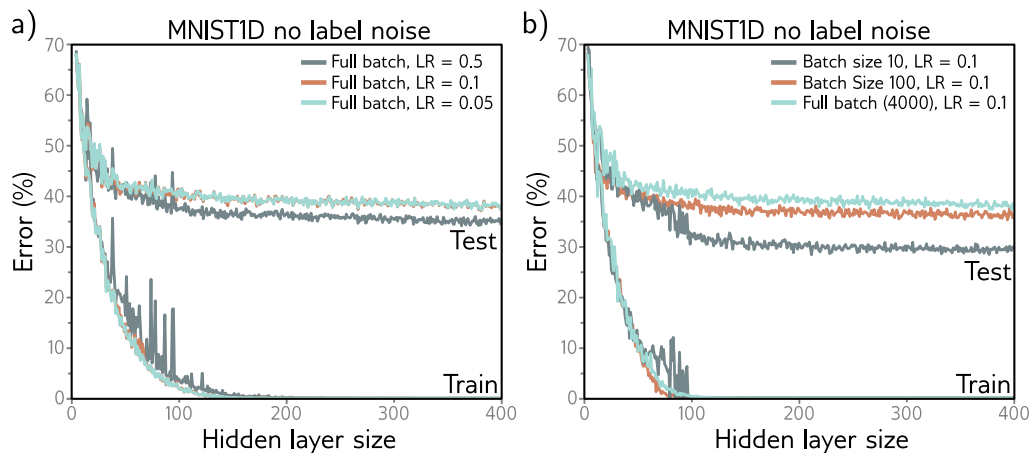 a)
MNIST1D no label noise
Full batch, LR = 0.5
Full batch, LR = 0.1
Full batch, LR = 0.05
70
60
50
40
30
20
10
0
Error (%)
Test
Train
0 100 200 300 400
Hidden layer size
b)
MNIST1D no label noise
Batch size 10, LR = 0.1
Batch Size 100, LR = 0.1
Full batch (4000), LR = 0.1
70
60
50
40
30
20
10
0
Error (%)
Test
Train
0 100 200 300 400
Hidden layer size